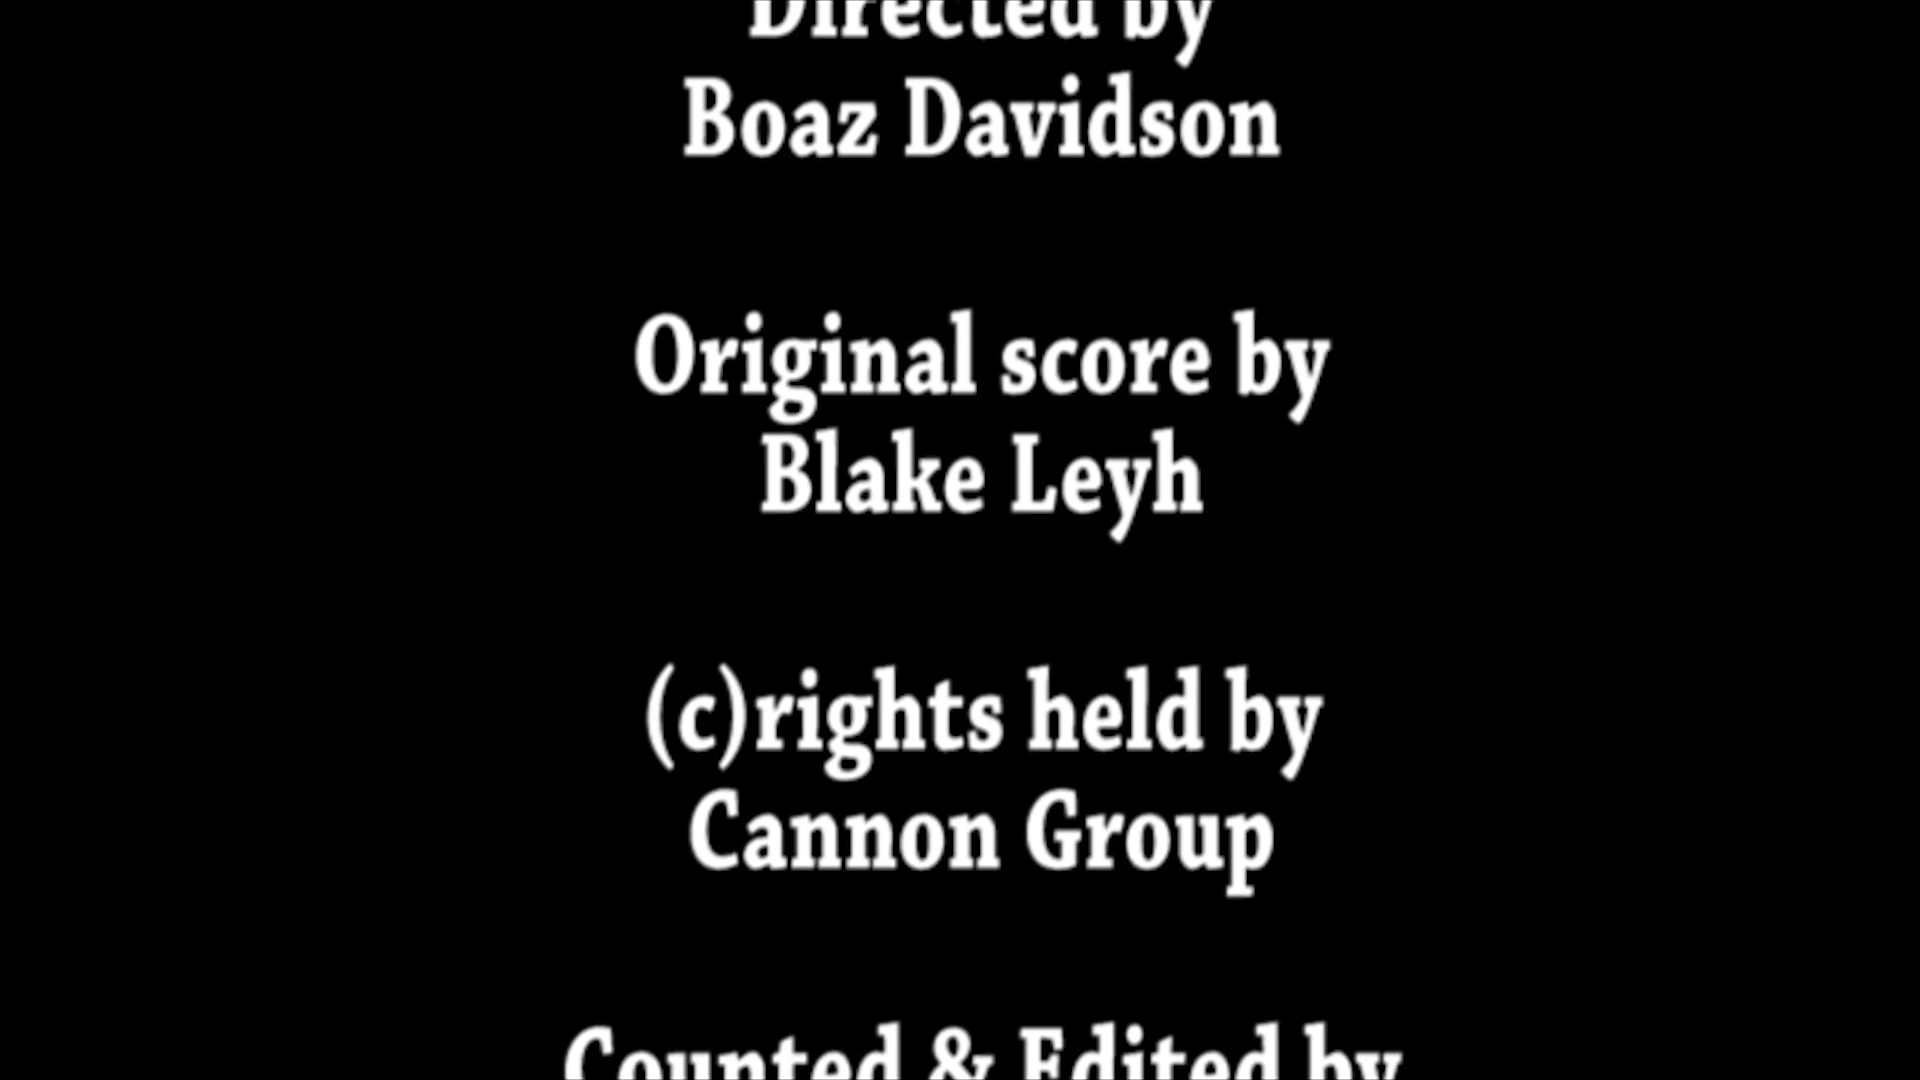 Directed by
Boaz Davidson
Original score by
Blake Leyh
(c)rights held by
Cannon Group
Counted & Edited by